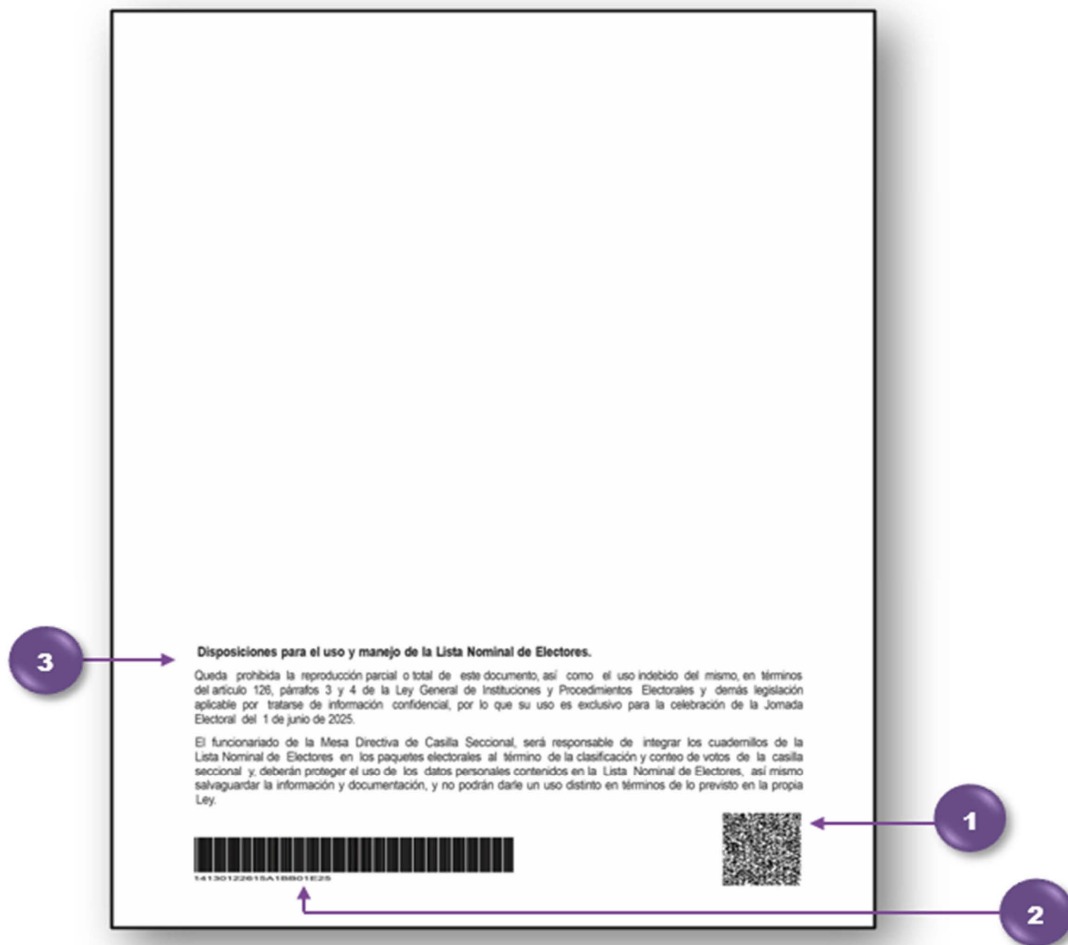 Disposiciones para el uso y manejo de la Lista Nominal de Electores.
3
Queda prohibida la reproducción parcial o total de este documento, así como el uso indebido del mismo, en términos
del artículo 126, párrafos 3 y 4 de la Ley General de Instituciones y Procedimientos Electorales y demás legislación
aplicable por tratarse de información confidencial, por lo que su uso es exclusivo para la celebración de la Jornada
Electoral del 1 de junio de 2025.
El funcionariado de la Mesa Directiva de Casilla Seccional, será responsable de integrar los cuadernillos de la
Lista Nominal de Electores en los paquetes electorales al término de la clasificación y conteo de votos de la casilla
seccional y, deberán proteger el uso de los datos personales contenidos en la Lista Nominal de Electores, así mismo
salvaguardar la información y documentación, y no podrán darle un uso distinto en términos de lo previsto en la propia
Ley.
1
14130122615A1BB01E25
2